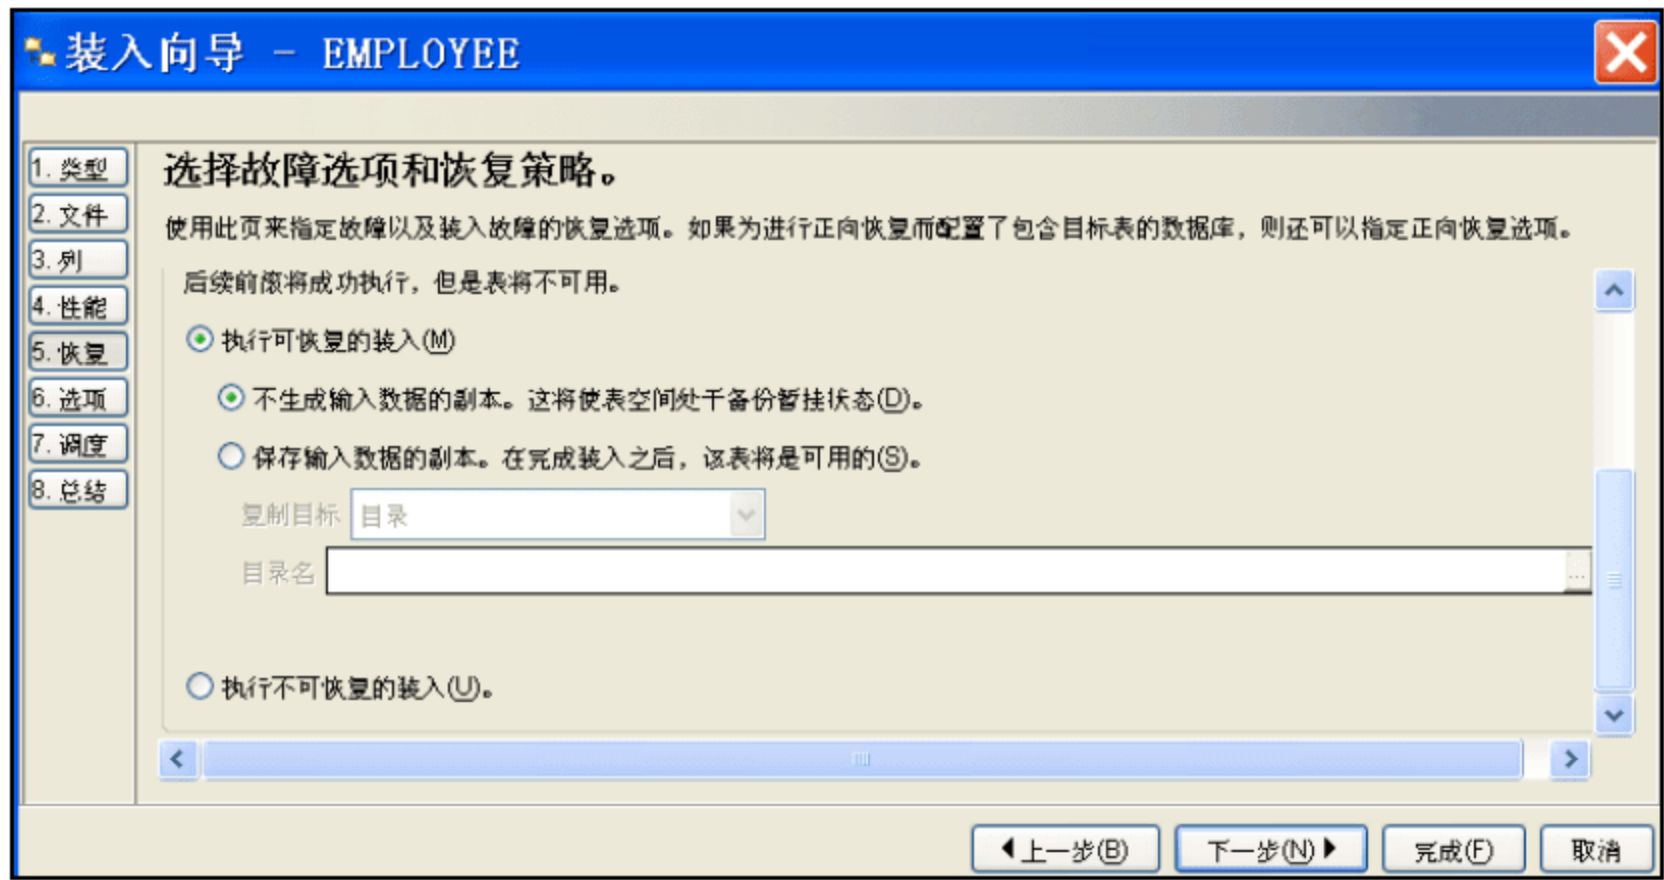 装入向导 - EMPLOYEE
1. 类型
2. 文件
3. 列
4. 性能
5. 恢复
6. 选项
7. 调度
8. 总结
选择故障选项和恢复策略。
使用此页来指定故障以及装入故障的恢复选项。如果为进行正向恢复而配置了包含目标表的数据库，则还可以指定正向恢复选项。
后续前滚将成功执行，但是表将不可用。
执行可恢复的装入(M)
不生成输入数据的副本。这将使表空间处于备份暂挂状态(D)。
保存输入数据的副本。在完成装入之后，该表将是可用的(S)。
复制目标 目录
目录名 ...
执行不可恢复的装入(U)。
上一步(B) 下一步(N) 完成(F) 取消